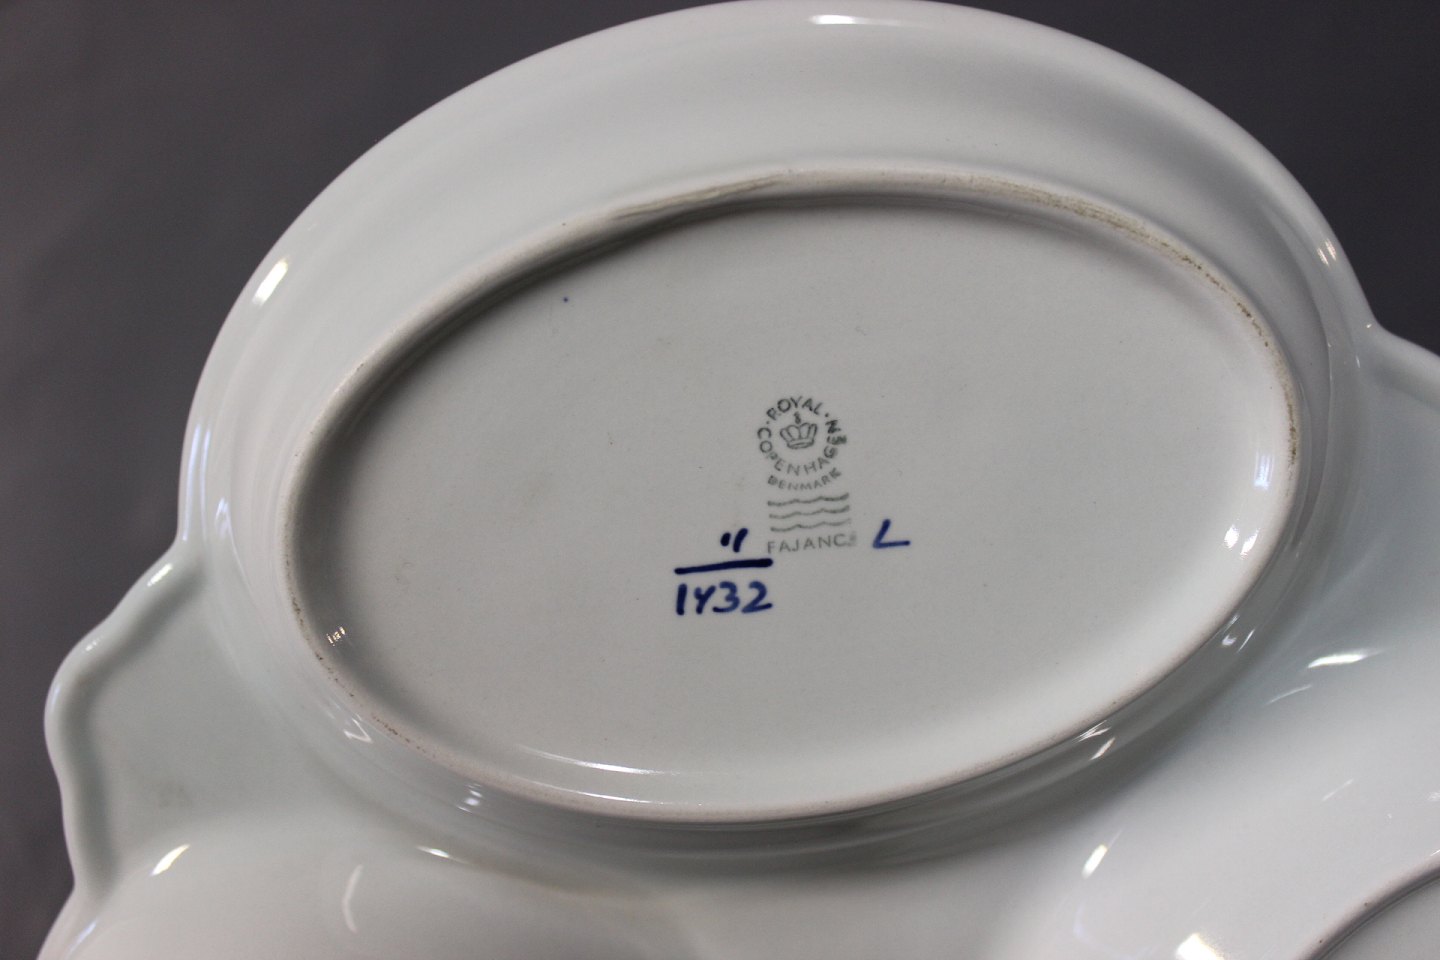 ROYAL · COPENHAGEN ·
DENMARK
FAJANCE
L
11
1432